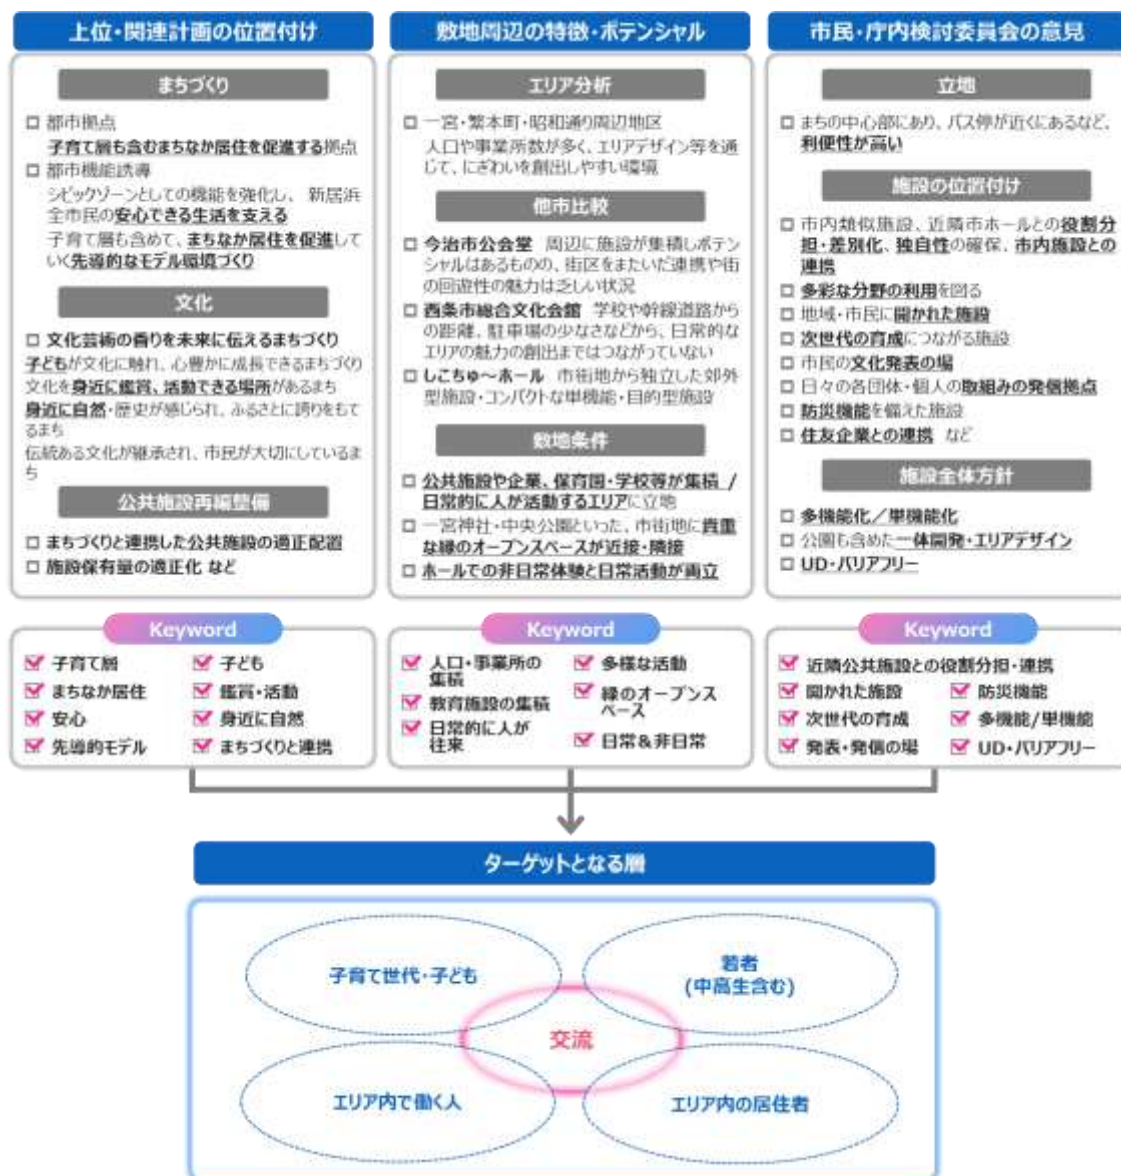 上位・関連計画の位置付け
まちづくり
□ 都市拠点
子育て層も含むまちなか居住を促進する拠点
□ 都市機能誘導
シビックゾーンとしての機能を強化し、新居浜
全市民の安心できる生活を支える
子育て層も含めて、まちなか居住を促進して
いく先導的なモデル環境づくり
文化
□ 文化芸術の香りを未来に伝えるまちづくり
子どもが文化に触れ、心豊かに成長できるまちづくり
文化を身近に鑑賞、活動できる場所があるまち
身近に自然・歴史が感じられ、ふるさとに誇りをもて
るまち
伝統ある文化が継承され、市民が大切にしているま
ち
公共施設再編整備
□ まちづくりと連携した公共施設の適正配置
□ 施設保有量の適正化 など
敷地周辺の特徴・ポテンシャル
エリア分析
□ 一宮・繁本町・昭和通り周辺地区
人口や事業所数が多く、エリアデザイン等を通
じて、にぎわいを創出しやすい環境
他市比較
□ 今治市公会堂 周辺に施設が集積しポテン
シャルはあるものの、街区をまたいだ連携や街
の回遊性の魅力は乏しい状況
□ 西条市総合文化会館 学校や幹線道路から
の距離、駐車場の少なさなどから、日常的な
エリアの魅力の創出まではつながっていない
□ しこちゅ~ホール 市街地から独立した郊外
型施設・コンパクトな単機能・目的型施設
敷地条件
□ 公共施設や企業、保育園・学校等が集積 /
日常的に人が活動するエリアに立地
□ 一宮神社・中央公園といった、市街地に貴重
な緑のオープンスペースが近接・隣接
□ ホールでの非日常体験と日常活動が両立
市民・庁内検討委員会の意見
立地
□ まちの中心部にあり、バス停が近くにあるなど、
利便性が高い
施設の位置付け
□ 市内類似施設、近隣市ホールとの役割分
担・差別化、独自性の確保、市内施設との
連携
□ 多彩な分野の利用を図る
□ 地域・市民に開かれた施設
□ 次世代の育成につながる施設
□ 市民の文化発表の場
□ 日々の各団体・個人の取組みの発信拠点
□ 防災機能を備えた施設
□ 住友企業との連携 など
施設全体方針
□ 多機能化/単機能化
□ 公園も含めた一体開発・エリアデザイン
□ UD・バリアフリー
Keyword
子育て層
まちなか居住
安心
先導的モデル
子ども
鑑賞・活動
身近に自然
まちづくりと連携
Keyword
人口・事業所の
集積
教育施設の集積
日常的に人が
往来
多様な活動
緑のオープンス
ペース
日常&非日常
Keyword
近隣公共施設との役割分担・連携
開かれた施設
次世代の育成
発表・発信の場
防災機能
多機能/単機能
UD・バリアフリー
ターゲットとなる層
子育て世代・子ども
若者
(中高生含む)
交流
エリア内で働く人
エリア内の居住者